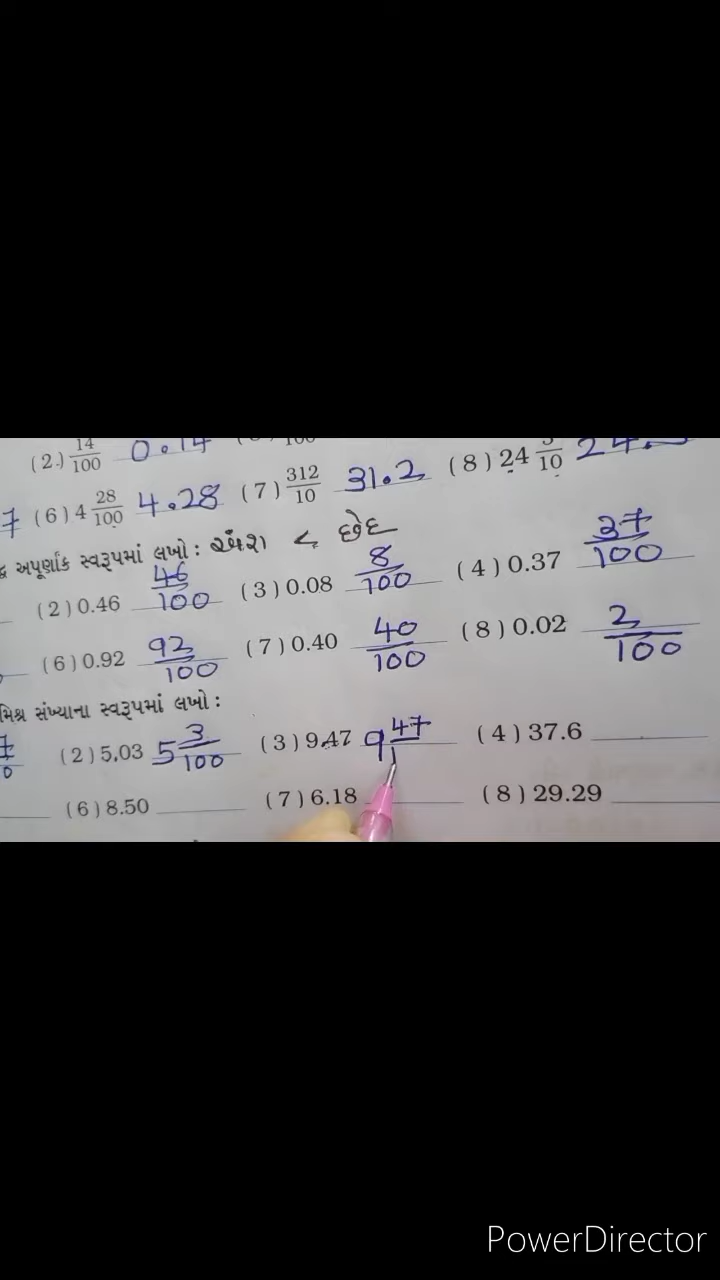 (2) 14/100 0.14
7 (6) 4 28/100 4.28 (7) 312/10 31.2 (8) 24 /10 24.
અપૂર્ણાંક સ્વરૂપમાં લખો : અંશ < છેદ
(2) 0.46 46/100 (3) 0.08 8/100 (4) 0.37 37/100
(6) 0.92 92/100 (7) 0.40 40/100 (8) 0.02 2/100
મિશ્ર સંખ્યાના સ્વરૂપમાં લખો :
(2) 5.03 5 3/100 (3) 9.47 9 47/1 (4) 37.6
(6) 8.50 (7) 6.18 (8) 29.29
PowerDirector